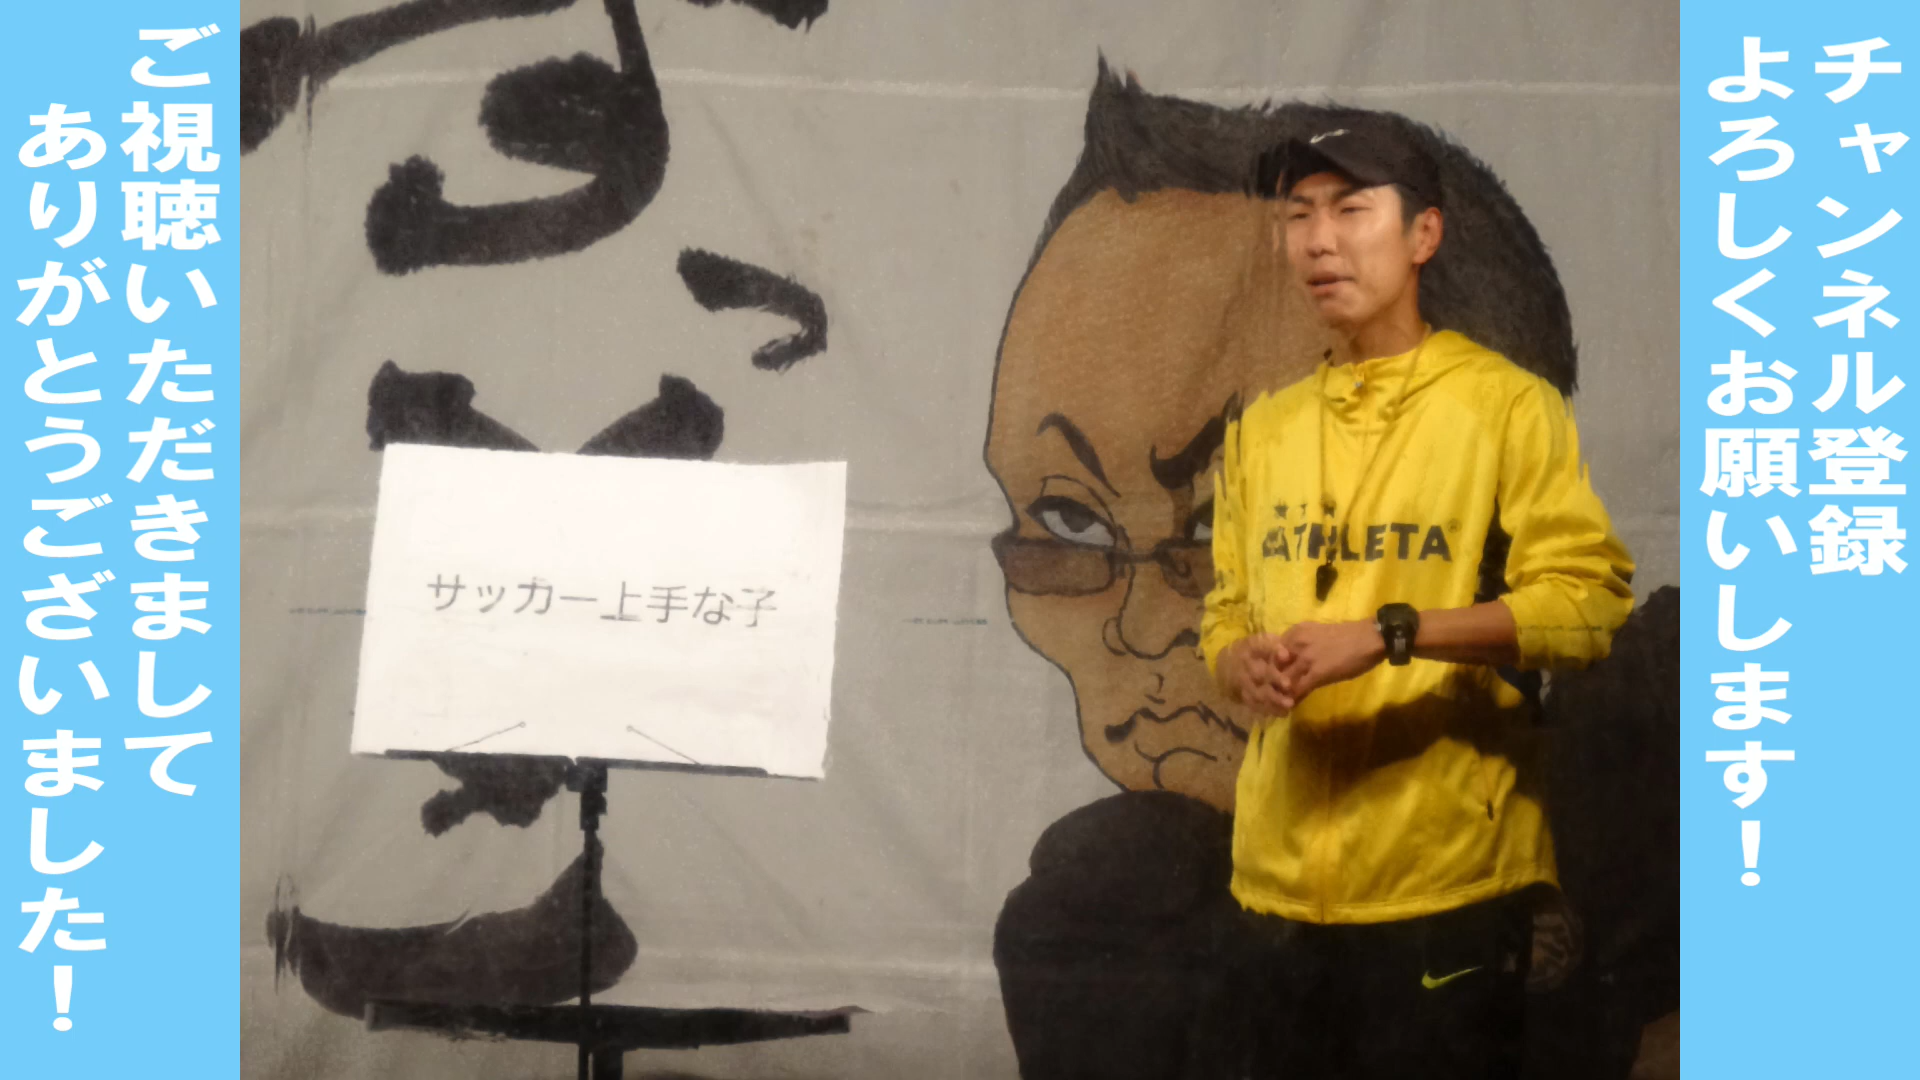 チャンネル登録
よろしくお願いします！
サッカー上手な子
ATHLETA
ご視聴いただきまして
ありがとうございました！